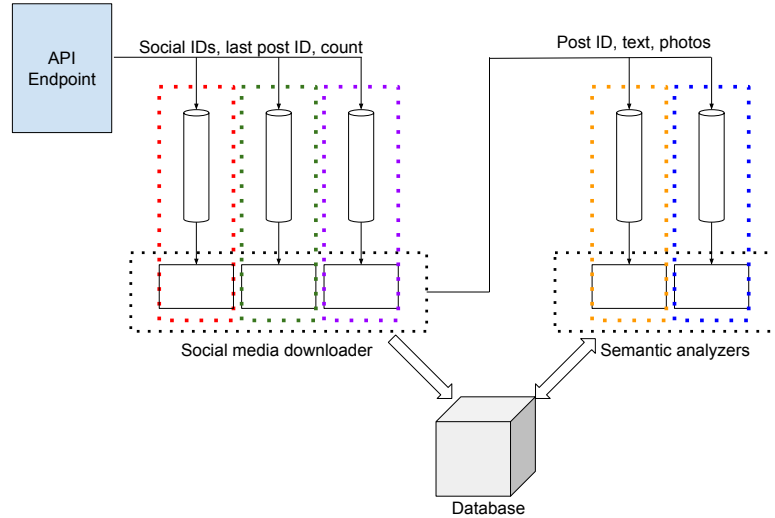 API
Endpoint
Social IDs, last post ID, count
Post ID, text, photos
Social media downloader
Semantic analyzers
Database